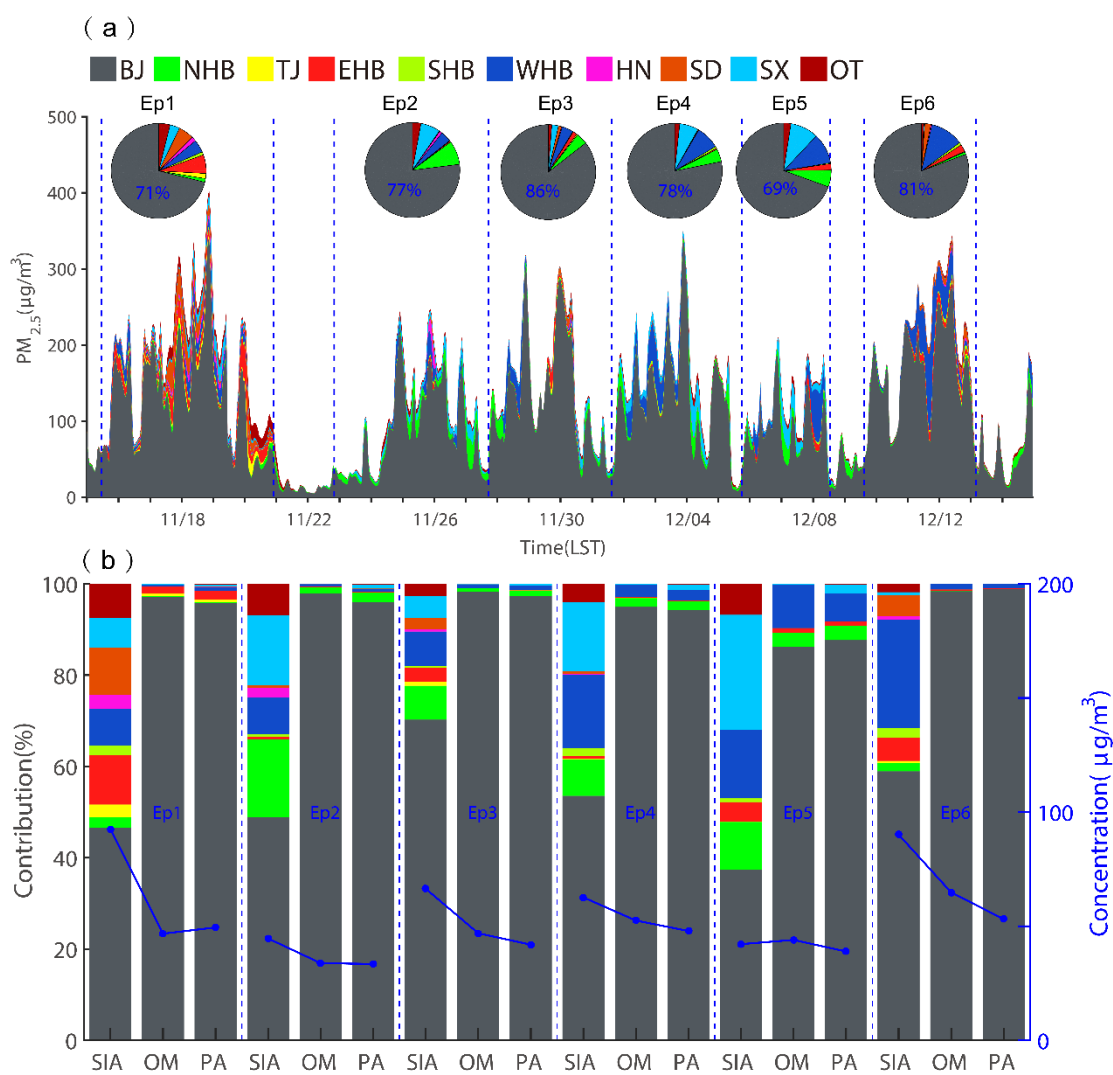 ( a )
BJ NHB TJ EHB SHB WHB HN SD SX OT
Ep1 Ep2 Ep3 Ep4 Ep5 Ep6
71% 77% 86% 78% 69% 81%
500
400
300
200
100
0
PM2.5(μg/m3)
11/18 11/22 11/26 11/30 12/04 12/08 12/12
Time(LST)
( b )
100
80
60
40
20
0
Contribution(%)
Ep1 Ep2 Ep3 Ep4 Ep5 Ep6
200
100
0
Concentration( μg/m3)
SIA OM PA SIA OM PA SIA OM PA SIA OM PA SIA OM PA SIA OM PA